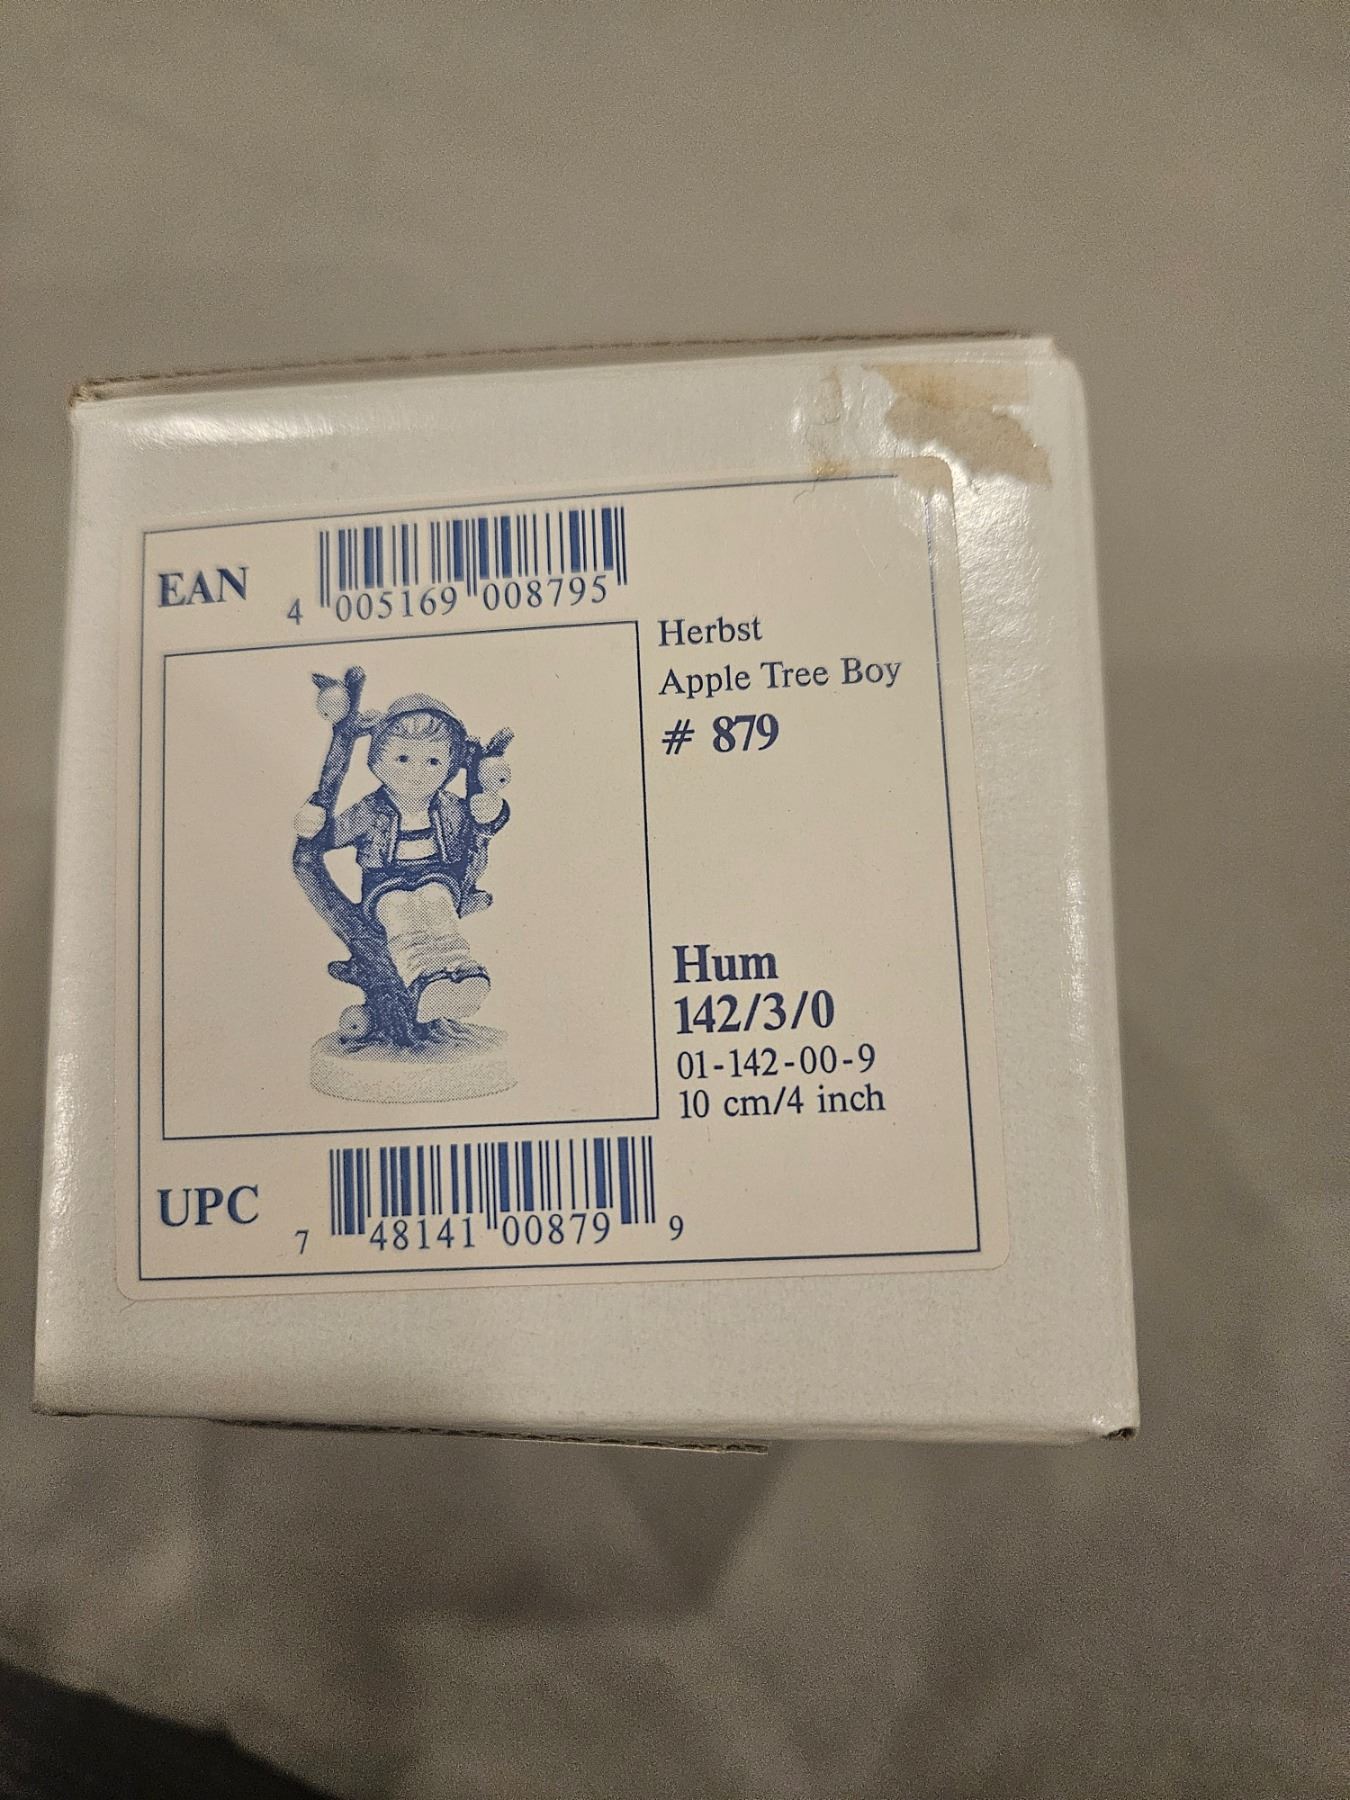 EAN
4 005169 008795
Herbst
Apple Tree Boy
# 879
Hum
142/3/0
01-142-00-9
10 cm/4 inch
UPC
7 48141 00879 9